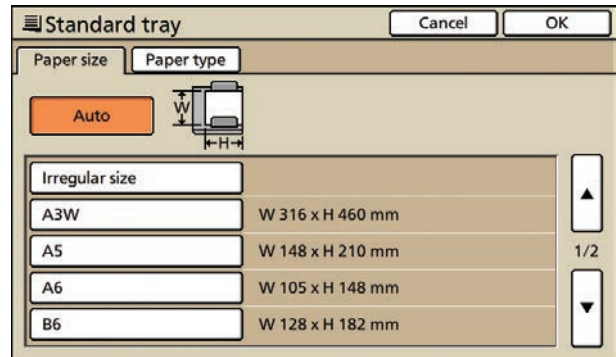 Standard tray Cancel OK
Paper size Paper type
Auto W
H
Irregular size
A3W W 316 x H 460 mm
A5 W 148 x H 210 mm 1/2
A6 W 105 x H 148 mm
B6 W 128 x H 182 mm